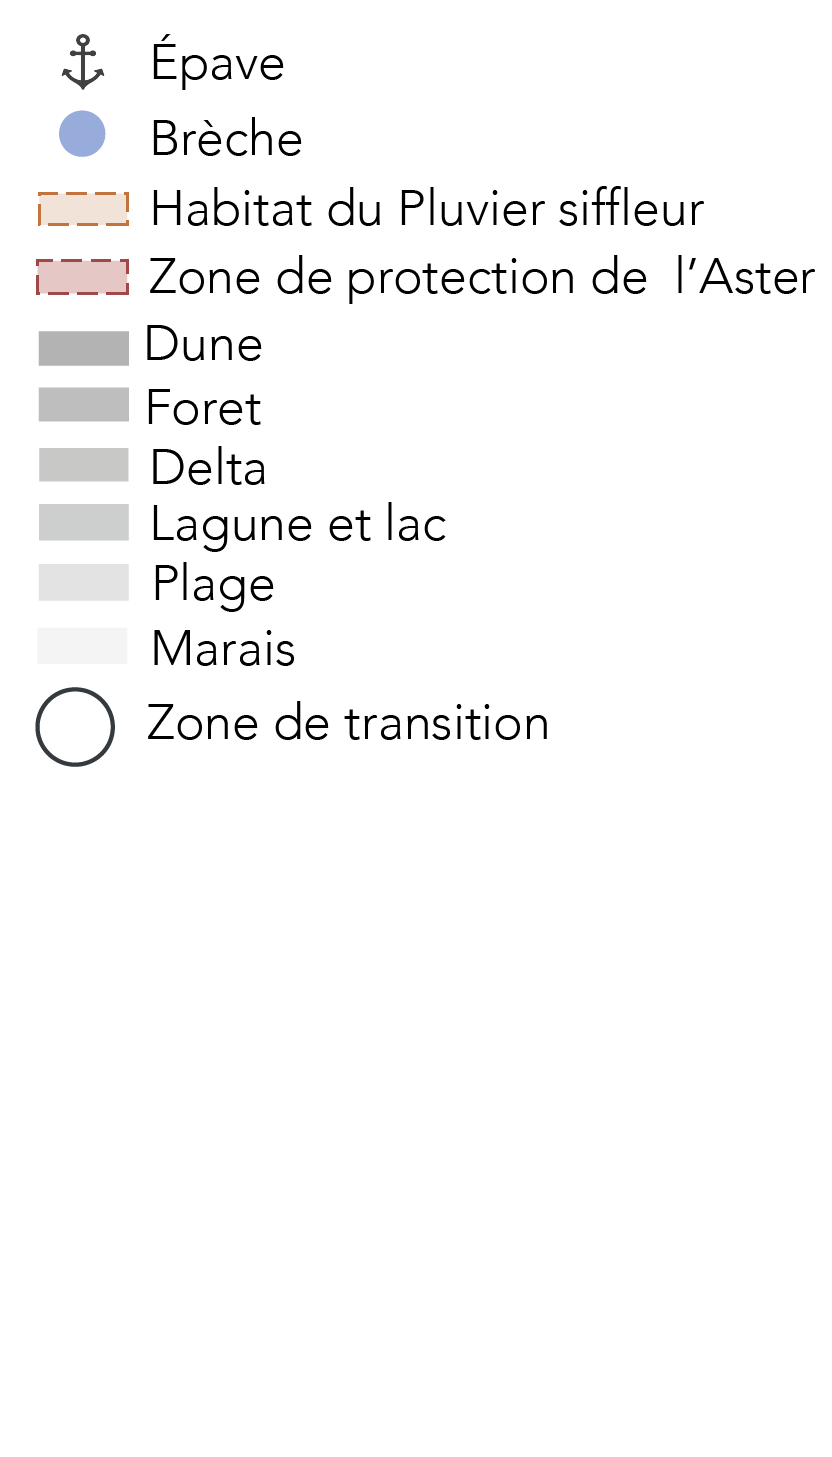 Épave
Brèche
Habitat du Pluvier siffleur
Zone de protection de  l’Aster
Dune
Foret
Delta
Lagune et lac
Plage
Marais
Zone de transition